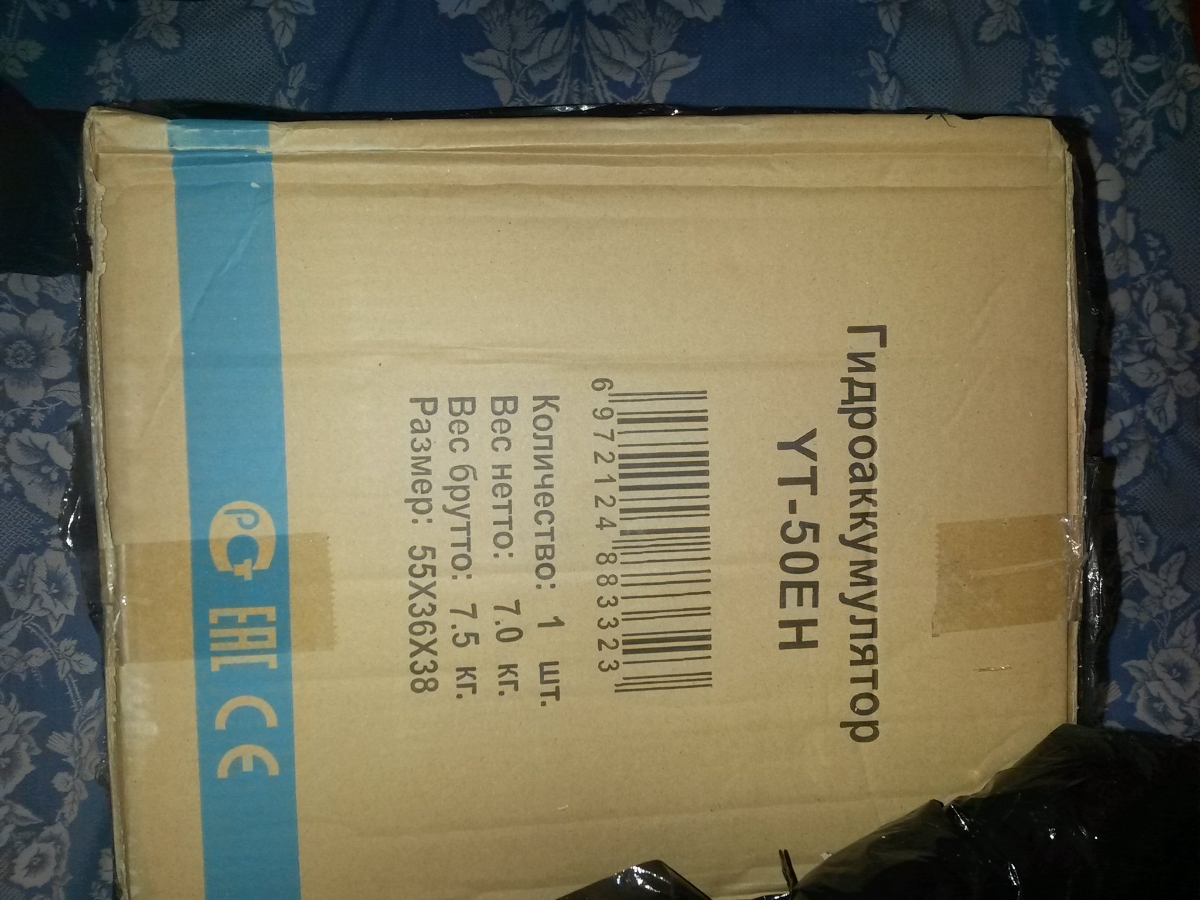 Гидроаккумулятор
YT-50EH
6 972124 883323
Количество: 1 шт.
Вес нетто: 7.0 кг.
Вес брутто: 7.5 кг.
Размер: 55X36X38
РСТ EAC CE